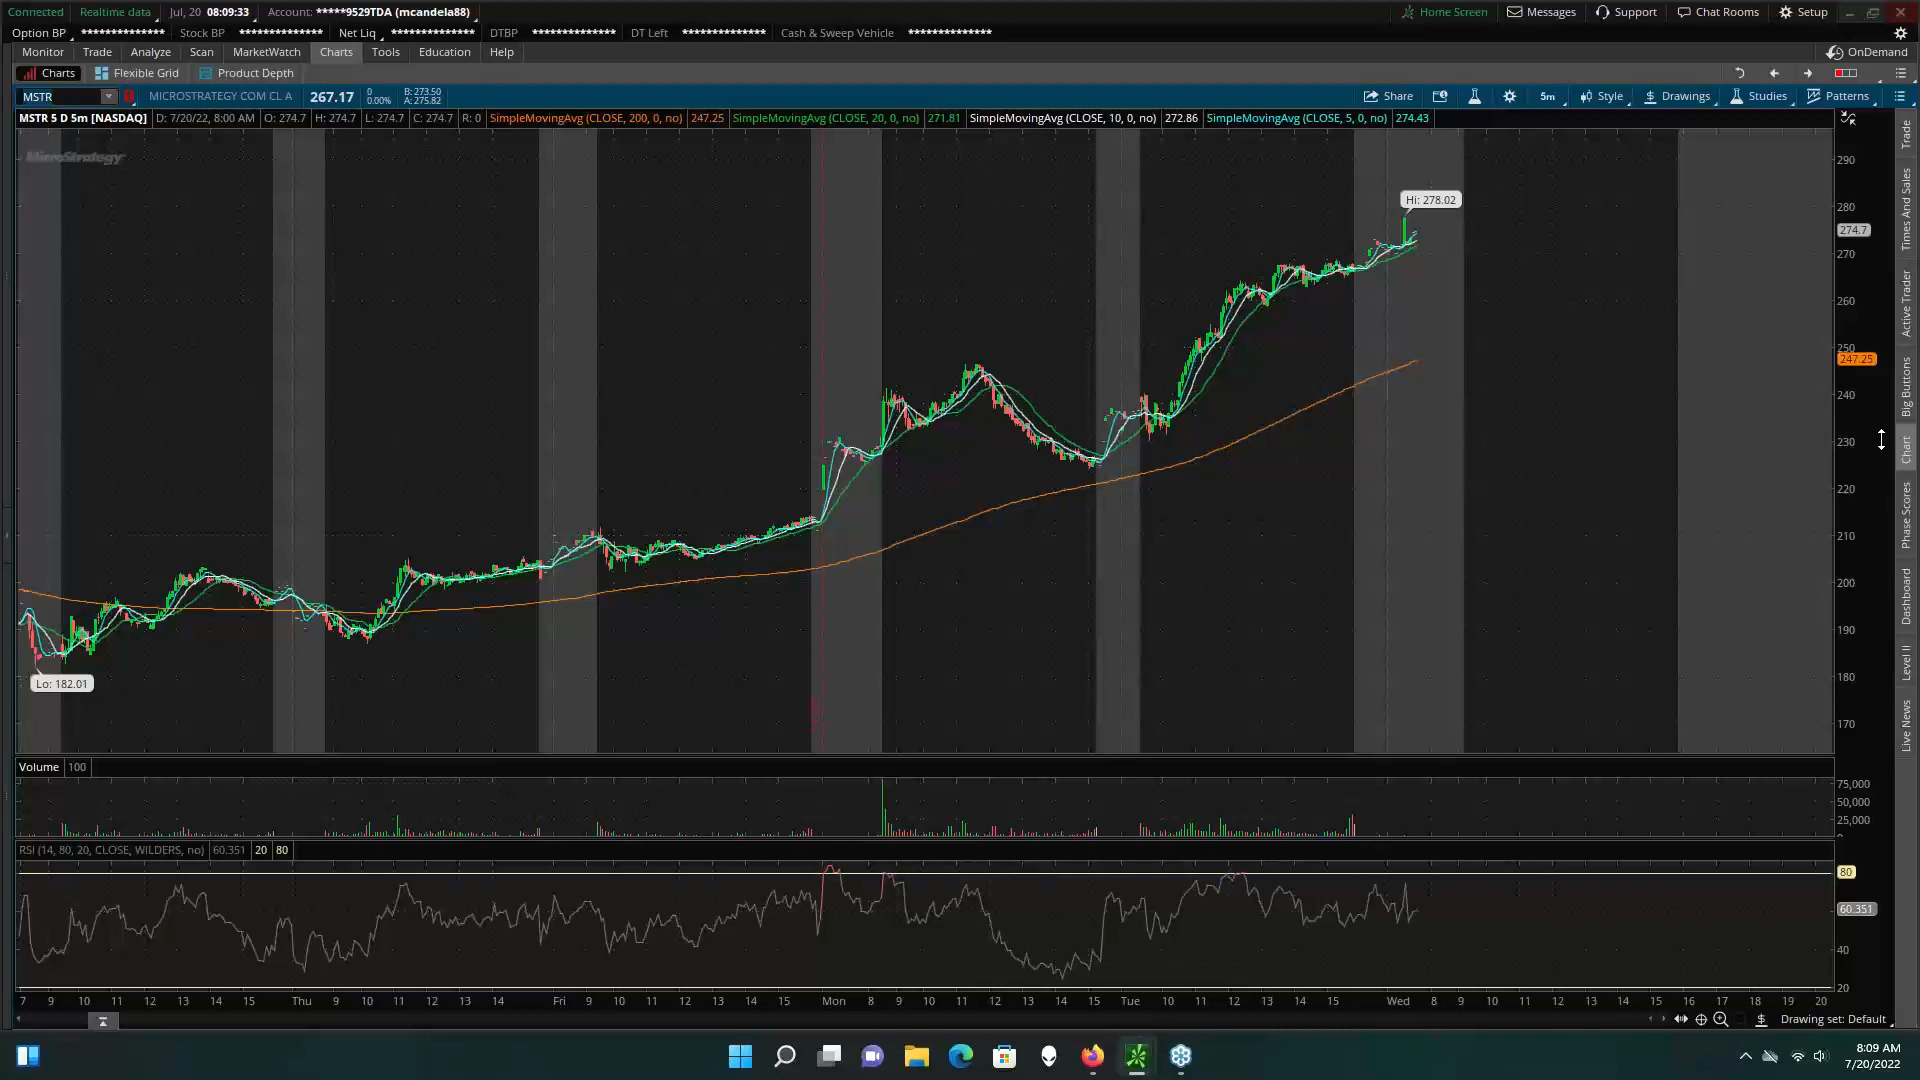 Connected Realtime data Jul, 20 08:09:33 Account: *****9529TDA (mcandela88) Home Screen Messages Support Chat Rooms Setup
Option BP ************** Stock BP ************** Net Liq ************** DTBP ************** DT Left ************** Cash & Sweep Vehicle **************
Monitor Trade Analyze Scan MarketWatch Charts Tools Education Help OnDemand
Charts Flexible Grid Product Depth
MSTR MICROSTRATEGY COM CL A 267.17 0 B: 273.50 Share 5m Style Drawings Studies Patterns
0.00% A: 275.82
MSTR 5 D 5m [NASDAQ] D: 7/20/22, 8:00 AM O: 274.7 H: 274.7 L: 274.7 C: 274.7 R: 0 SimpleMovingAvg (CLOSE, 200, 0, no) 247.25 SimpleMovingAvg (CLOSE, 20, 0, no) 271.81 SimpleMovingAvg (CLOSE, 10, 0, no) 272.86 SimpleMovingAvg (CLOSE, 5, 0, no) 274.43
MicroStrategy
290
Hi: 278.02
280
274.7
270
260
250
247.25
240
230
220
210
200
190
Lo: 182.01
180
170
Trade
Times And Sales
Active Trader
Big Buttons
Chart
Phase Scores
Dashboard
Level II
Live News
Volume 100
75,000
50,000
25,000
RSI (14, 80, 20, CLOSE, WILDERS, no) 60.351 20 80
80
60.351
40
20
7 9 10 11 12 13 14 15 Thu 9 10 11 12 13 14 Fri 9 10 11 12 13 14 15 Mon 8 9 10 11 12 13 14 15 Tue 10 11 12 13 14 15 Wed 8 9 10 11 12 13 14 15 16 17 18 19 20
Drawing set: Default
8:09 AM
7/20/2022